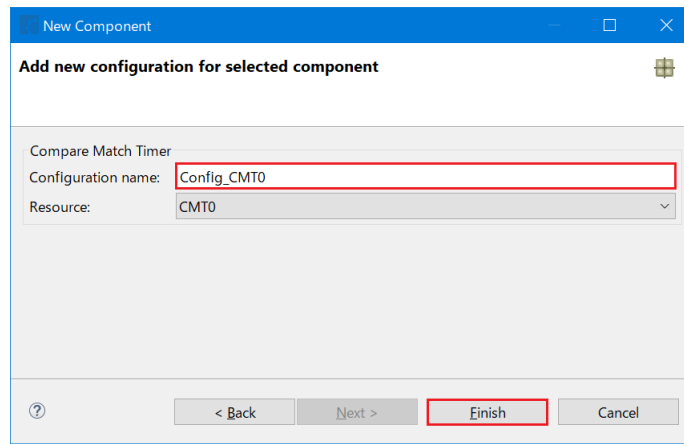 New Component
Add new configuration for selected component
Compare Match Timer
Configuration name: Config_CMT0
Resource: CMT0
? < Back Next > Finish Cancel